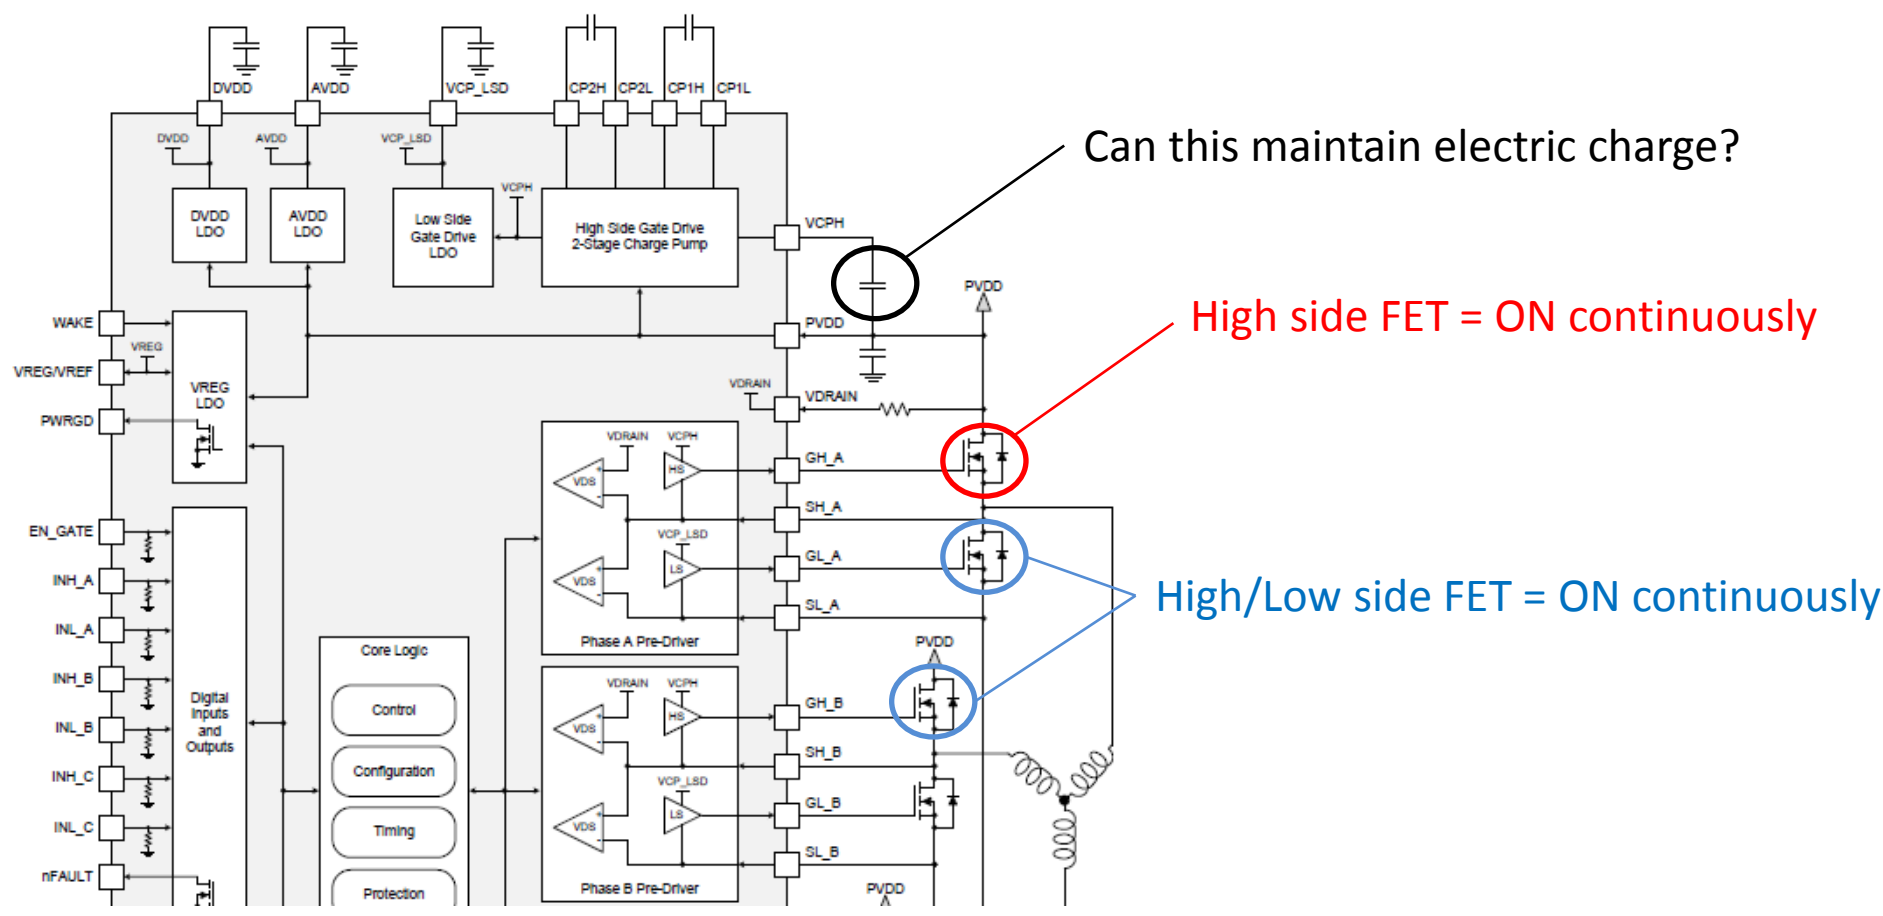 DVDD
AVDD
VCP_LSD
CP2H
CP2L
CP1H
CP1L
DVDD
AVDD
VCP_LSD
VCPH
DVDD
LDO
AVDD
LDO
Low Side
Gate Drive
LDO
High Side Gate Drive
2-Stage Charge Pump
VCPH
Can this maintain electric charge?
PVDD
High side FET = ON continuously
WAKE
VREG
VREG/VREF
PWRGD
VREG
LDO
PVDD
VDRAIN
VDRAIN
VDRAIN
VCPH
VDS
+
-
HS
GH_A
SH_A
VCP_LSD
VDS
+
-
LS
GL_A
SL_A
Phase A Pre-Driver
High/Low side FET = ON continuously
EN_GATE
INH_A
INL_A
INH_B
INL_B
INH_C
INL_C
nFAULT
Digital
Inputs
and
Outputs
Core Logic
Control
Configuration
Timing
Protection
PVDD
VDRAIN
VCPH
VDS
+
-
HS
GH_B
SH_B
VCP_LSD
VDS
+
-
LS
GL_B
SL_B
Phase B Pre-Driver
PVDD